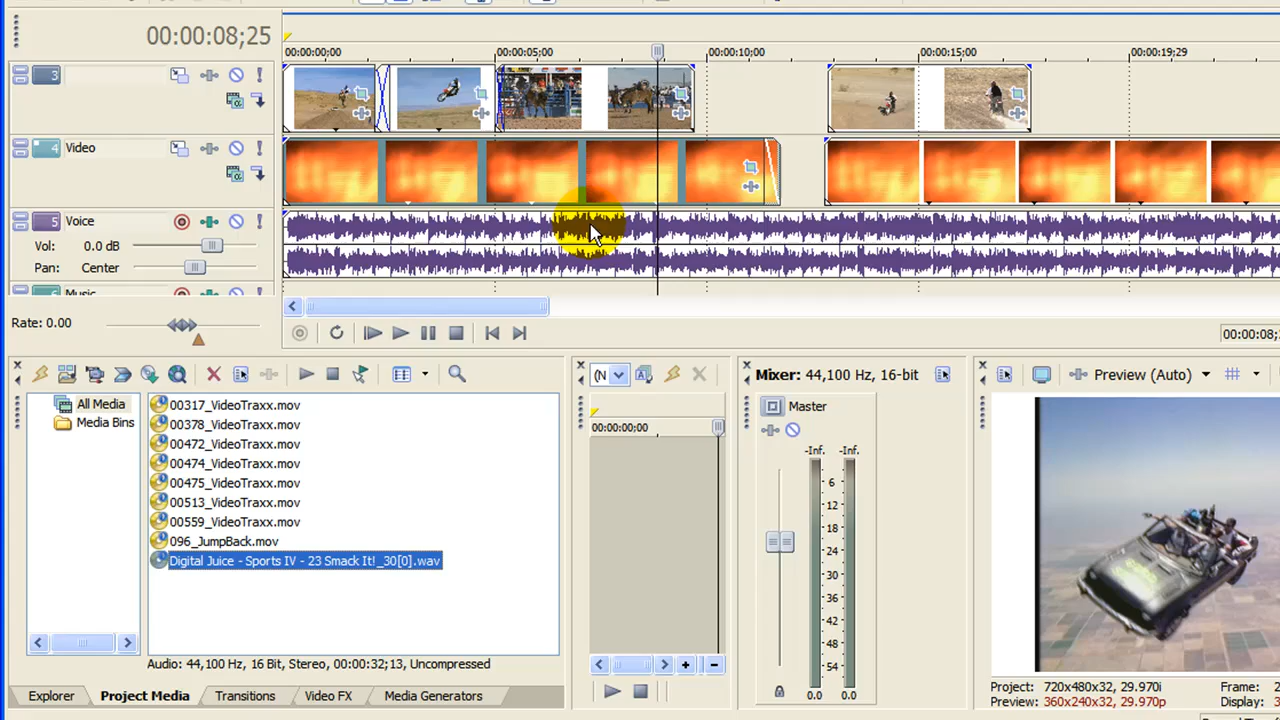 00:00:08;25
00:00:00;00 00:00:05;00 00:00:10;00 00:00:15;00 00:00:19;29
3
4 Video
5 Voice
Vol: 0.0 dB
Pan: Center
Music
Rate: 0.00
00:00:08;
All Media
Media Bins
00317_VideoTraxx.mov
00378_VideoTraxx.mov
00472_VideoTraxx.mov
00474_VideoTraxx.mov
00475_VideoTraxx.mov
00513_VideoTraxx.mov
00559_VideoTraxx.mov
096_JumpBack.mov
Digital Juice - Sports IV - 23 Smack It!_30[0].wav
Audio: 44,100 Hz, 16 Bit, Stereo, 00:00:32;13, Uncompressed
Explorer Project Media Transitions Video FX Media Generators
(N
00:00:00;00
Mixer: 44,100 Hz, 16-bit
Master
-Inf. -Inf.
6
12
18
24
30
36
42
48
54
0.0 0.0
Preview (Auto)
Project: 720x480x32, 29.970i Frame:
Preview: 360x240x32, 29.970p Display: